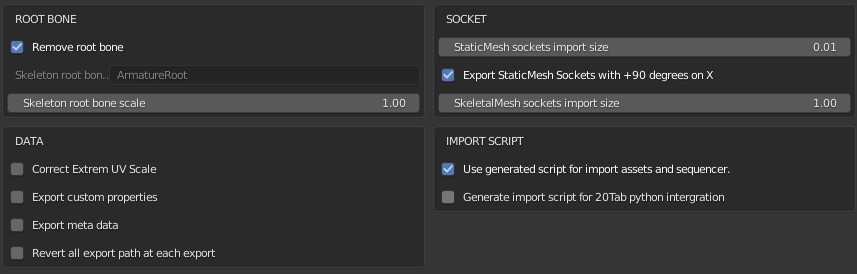 ROOT BONE
Remove root bone
Skeleton root bon.. ArmatureRoot
Skeleton root bone scale 1.00
SOCKET
StaticMesh sockets import size 0.01
Export StaticMesh Sockets with +90 degrees on X
SkeletalMesh sockets import size 1.00
DATA
Correct Extrem UV Scale
Export custom properties
Export meta data
Revert all export path at each export
IMPORT SCRIPT
Use generated script for import assets and sequencer.
Generate import script for 20Tab python intergration